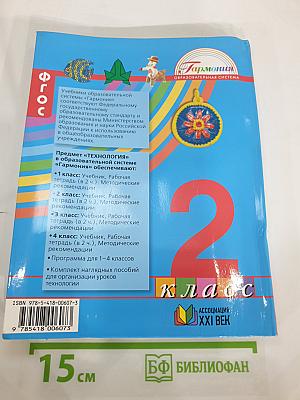 Гармония
ОБРАЗОВАТЕЛЬНАЯ СИСТЕМА
ФГОС
Учебники образовательной
системы «Гармония»
соответствуют Федеральному
государственному
образовательному стандарту и
рекомендованы Министерством
образования и науки Российской
Федерации к использованию
в общеобразовательных
учреждениях.
Предмет «ТЕХНОЛОГИЯ»
в образовательной системе
«Гармония» обеспечивают:
•1 класс: Учебник, Рабочая
тетрадь (в 2 ч.), Методические
рекомендации
•2 класс: Учебник, Рабочая
тетрадь (в 2 ч.), Методические
рекомендации
•3 класс: Учебник, Рабочая
тетрадь (в 2 ч.), Методические
рекомендации
•4 класс: Учебник, Рабочая
тетрадь (в 2 ч.), Методические
рекомендации
• Программа для 1–4 классов
• Комплект наглядных пособий
для организации уроков
технологии
2
класс
ISBN 978-5-418-00607-3
9 785418 006073
АССОЦИАЦИЯ
XXI ВЕК
15 см
БФ БИБЛИОФАН